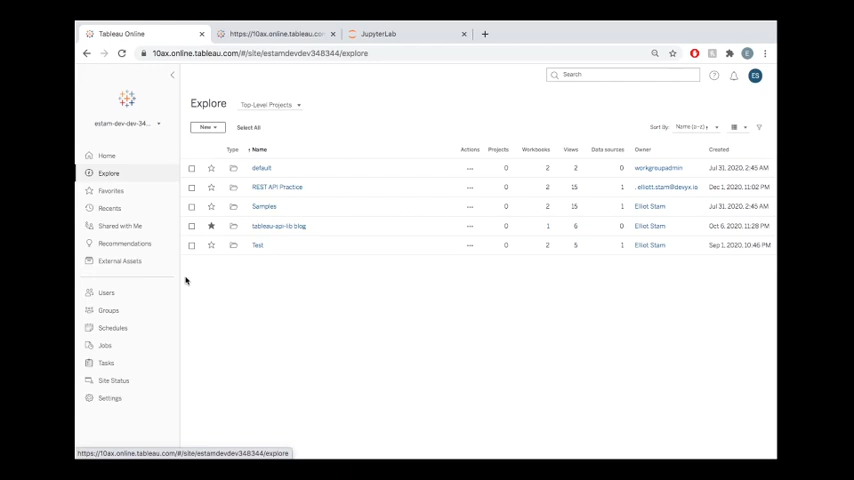 Tableau Online
https://10ax.online.tableau.com/
JupyterLab
10ax.online.tableau.com/#/site/estamdevdev348344/explore
Search
ES
estam-dev-dev-34...
Explore
Top-Level Projects
New
Select All
Sort By: Name (a-z)
Home
Explore
Favorites
Recents
Shared with Me
Recommendations
External Assets
Users
Groups
Schedules
Jobs
Tasks
Site Status
Settings
Type ↑ Name Actions Projects Workbooks Views Data sources Owner Created
default ... 0 2 2 0 workgroupadmin Jul 31, 2020, 2:45 AM
REST API Practice ... 0 2 15 1 .elliott.stam@devyx.io Dec 1, 2020, 11:02 PM
Samples ... 0 2 15 1 Elliot Stam Jul 31, 2020, 2:45 AM
tableau-api-lib blog ... 0 1 6 0 Elliot Stam Oct 6, 2020, 11:28 PM
Test ... 0 2 5 1 Elliot Stam Sep 1, 2020, 10:46 PM
https://10ax.online.tableau.com/#/site/estamdevdev348344/explore